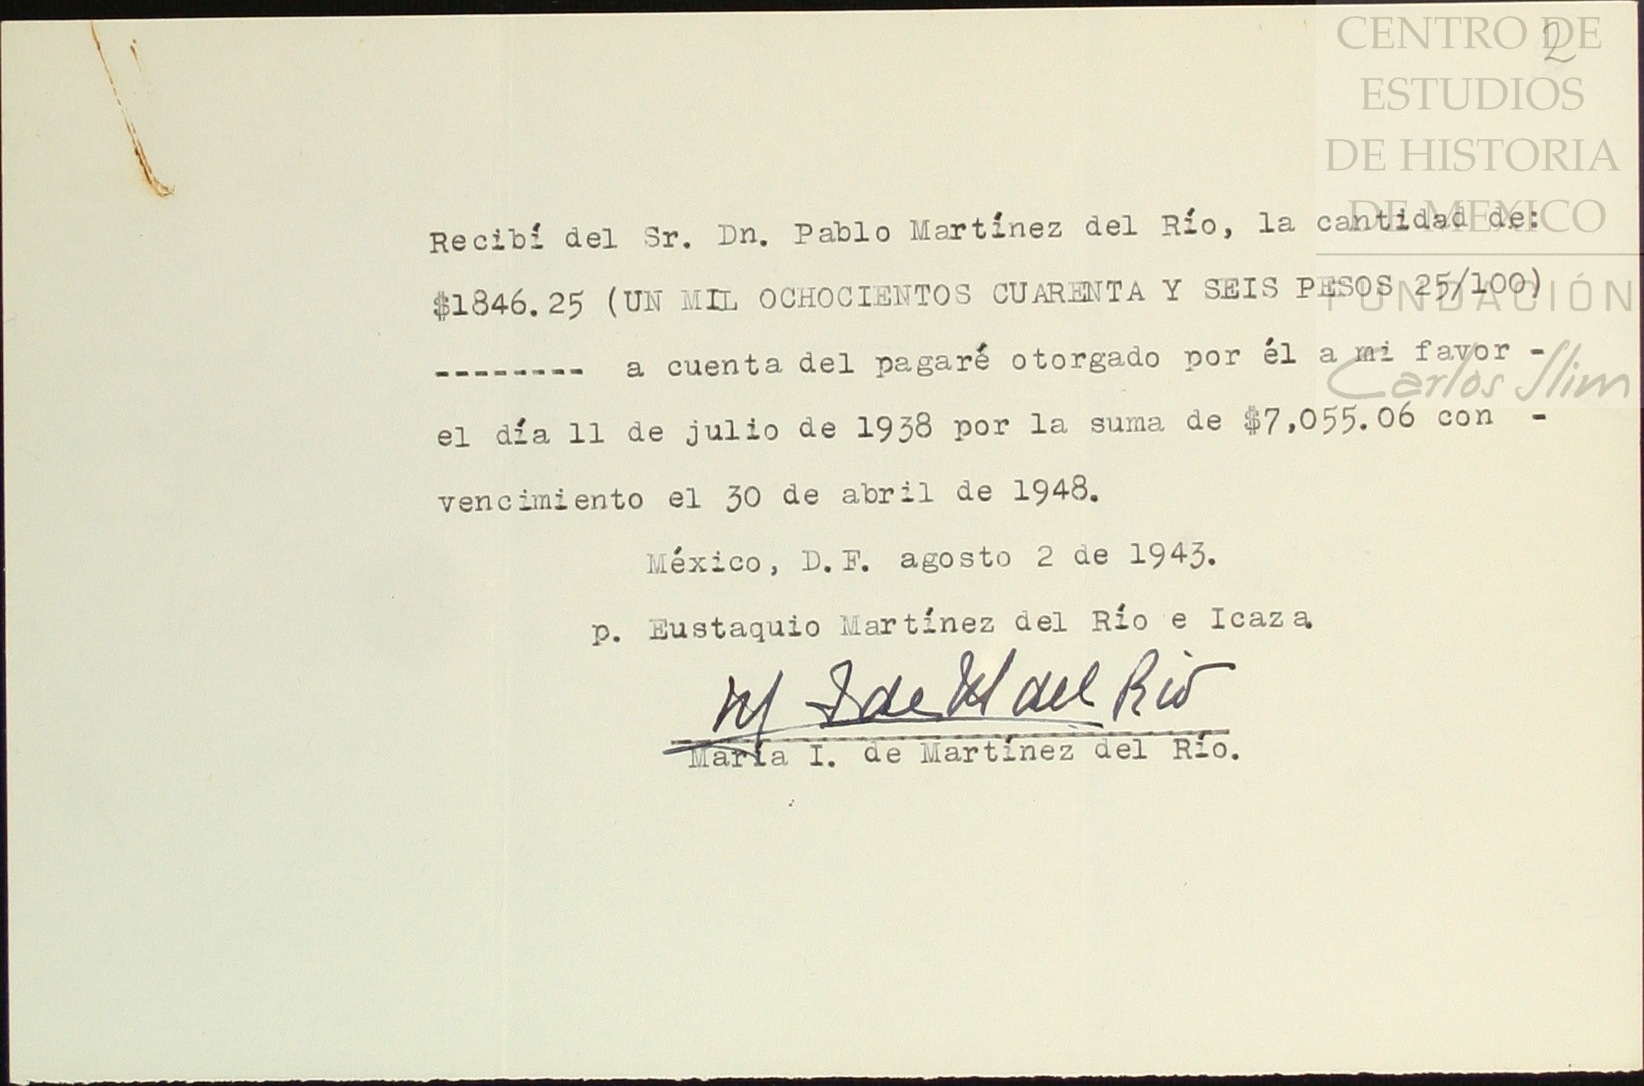 2
CENTRO DE
ESTUDIOS
DE HISTORIA
DE MEXICO
FUNDACIÓN
Carlos Slim
Recibí del Sr. Dn. Pablo Martínez del Río, la cantidad de:
$1846.25 (UN MIL OCHOCIENTOS CUARENTA Y SEIS PESOS 25/100)
-------- a cuenta del pagaré otorgado por él a mi favor -
el día 11 de julio de 1938 por la suma de $7,055.06 con -
vencimiento el 30 de abril de 1948.
México, D.F. agosto 2 de 1943.
p. Eustaquio Martínez del Río e Icaza
M I de M del Río
María I. de Martínez del Río.